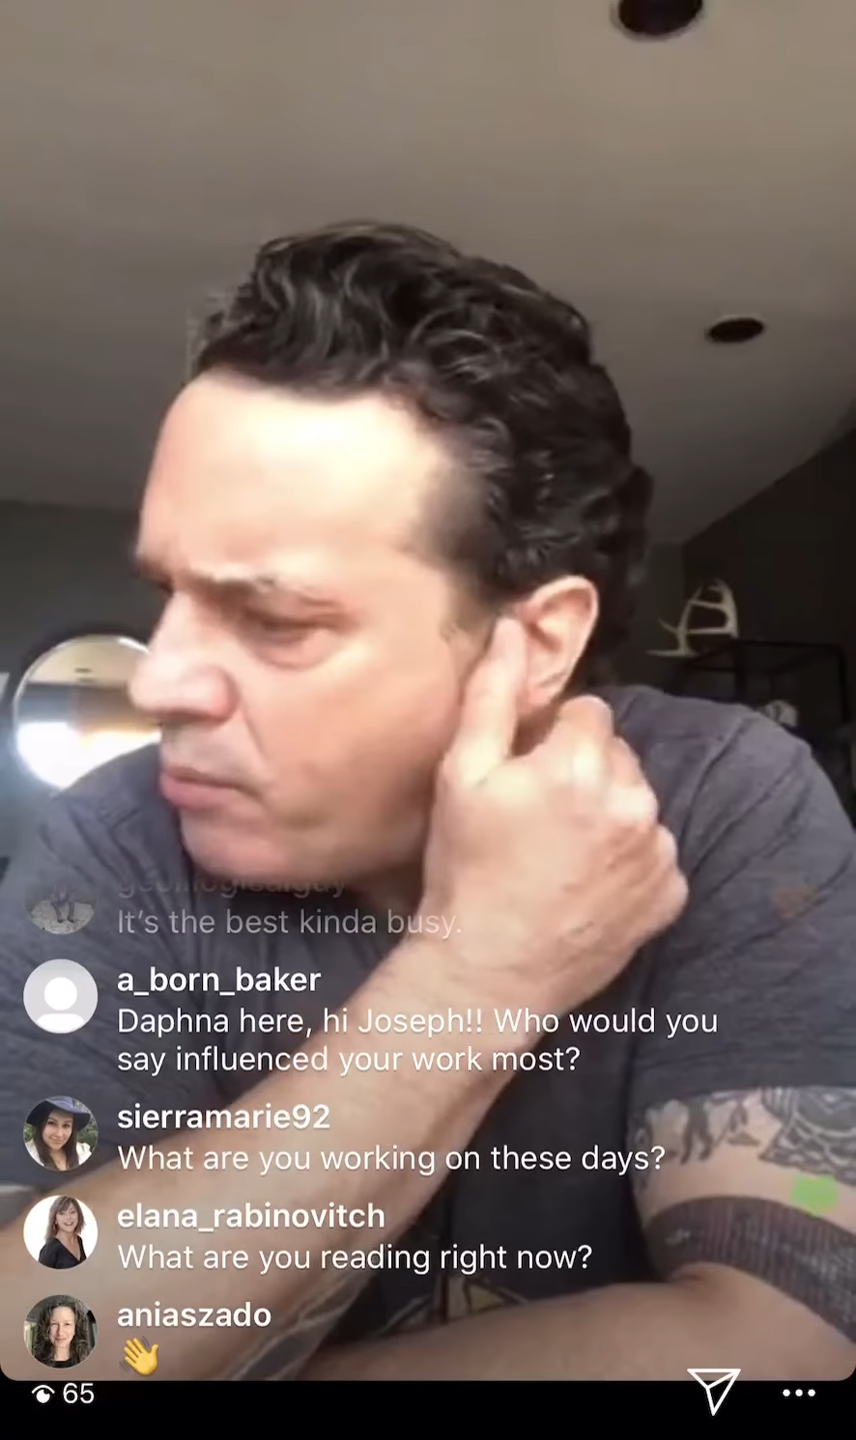 It's the best kinda busy.
a_born_baker
Daphna here, hi Joseph!! Who would you
say influenced your work most?
sierramarie92
What are you working on these days?
elana_rabinovitch
What are you reading right now?
aniaszado
👋
65